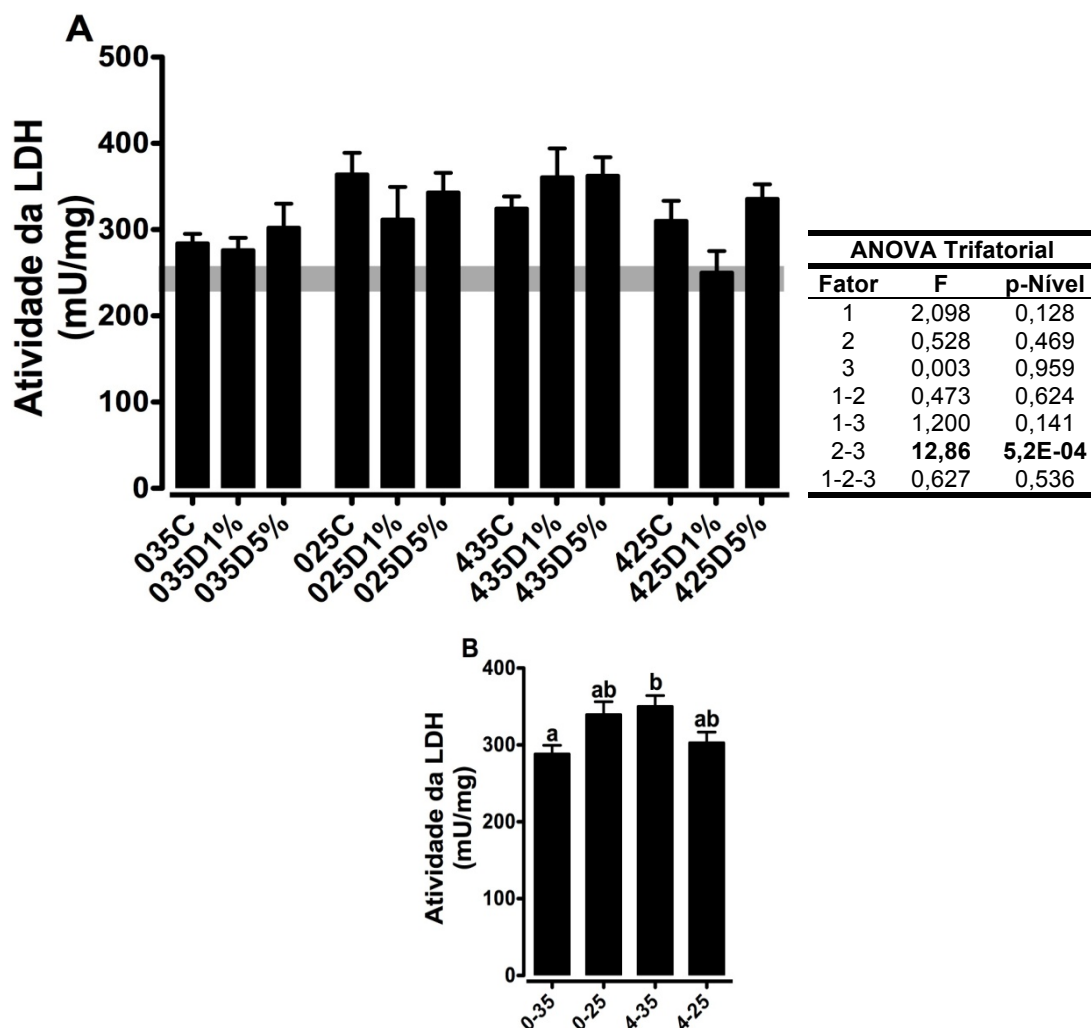 A
500
400
300
200
100
0
Atividade da LDH
(mU/mg)
035C
035D1%
035D5%
025C
025D1%
025D5%
435C
435D1%
435D5%
425C
425D1%
425D5%
ANOVA Trifatorial
Fator F p-Nível
1 2,098 0,128
2 0,528 0,469
3 0,003 0,959
1-2 0,473 0,624
1-3 1,200 0,141
2-3 12,86 5,2E-04
1-2-3 0,627 0,536
B
400
300
200
100
0
Atividade da LDH
(mU/mg)
a
ab
b
ab
0-35
0-25
4-35
4-25